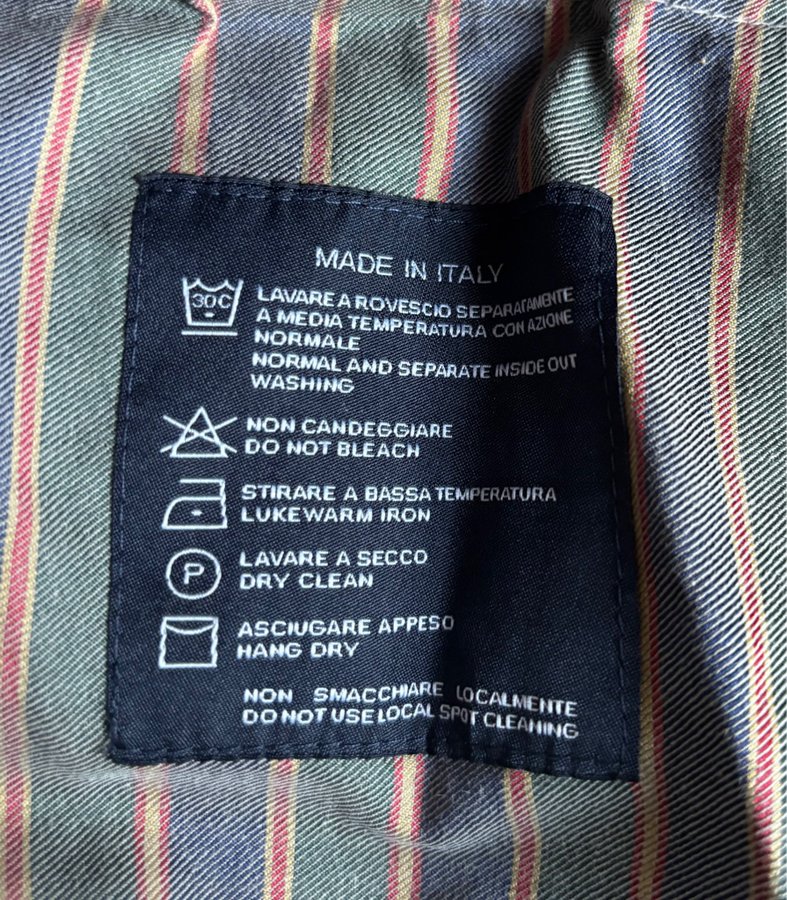 MADE IN ITALY
30C
LAVARE A ROVESCIO SEPARATAMENTE
A MEDIA TEMPERATURA CON AZIONE
NORMALE
NORMAL AND SEPARATE INSIDE OUT
WASHING
NON CANDEGGIARE
DO NOT BLEACH
STIRARE A BASSA TEMPERATURA
LUKEWARM IRON
P
LAVARE A SECCO
DRY CLEAN
ASCIUGARE APPESO
HANG DRY
NON SMACCHIARE LOCALMENTE
DO NOT USE LOCAL SPOT CLEANING